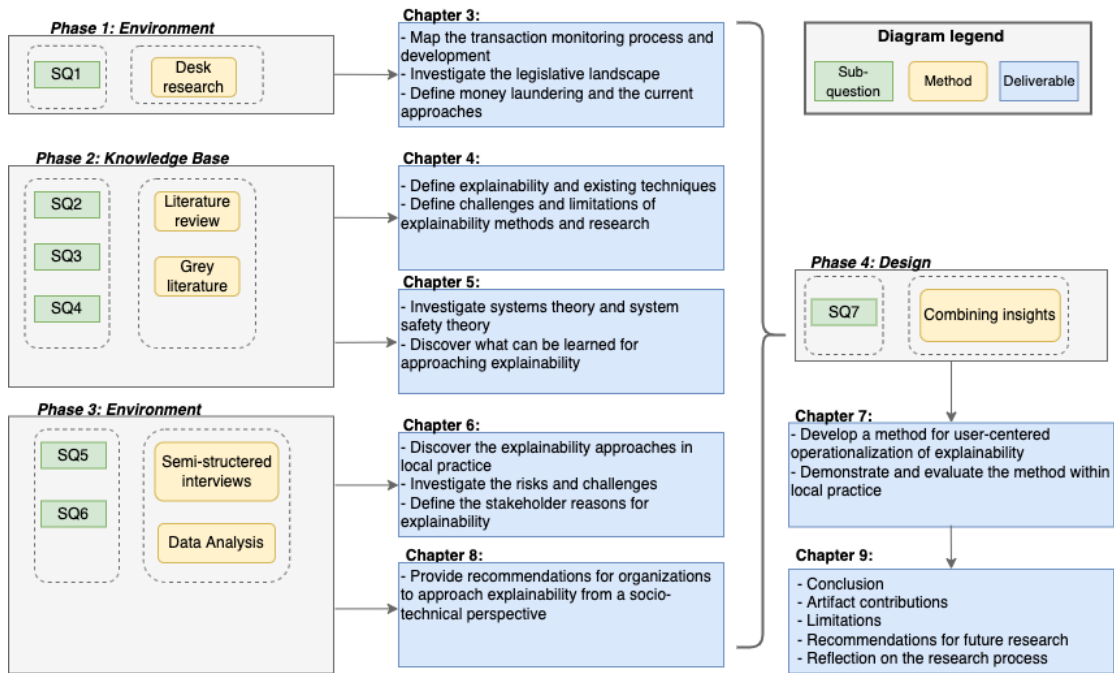 Phase 1: Environment
SQ1
Desk
research
Chapter 3:
- Map the transaction monitoring process and
development
- Investigate the legislative landscape
- Define money laundering and the current
approaches
Diagram legend
Sub-
question
Method
Deliverable
Phase 2: Knowledge Base
SQ2
SQ3
SQ4
Literature
review
Grey
literature
Chapter 4:
- Define explainability and existing techniques
- Define challenges and limitations of
explainability methods and research
Chapter 5:
- Investigate systems theory and system
safety theory
- Discover what can be learned for
approaching explainability
Phase 3: Environment
SQ5
SQ6
Semi-structered
interviews
Data Analysis
Chapter 6:
- Discover the explainability approaches in
local practice
- Investigate the risks and challenges
- Define the stakeholder reasons for
explainability
Chapter 8:
- Provide recommendations for organizations
to approach explainability from a socio-
technical perspective
Phase 4: Design
SQ7
Combining insights
Chapter 7:
- Develop a method for user-centered
operationalization of explainability
- Demonstrate and evaluate the method within
local practice
Chapter 9:
- Conclusion
- Artifact contributions
- Limitations
- Recommendations for future research
- Reflection on the research process